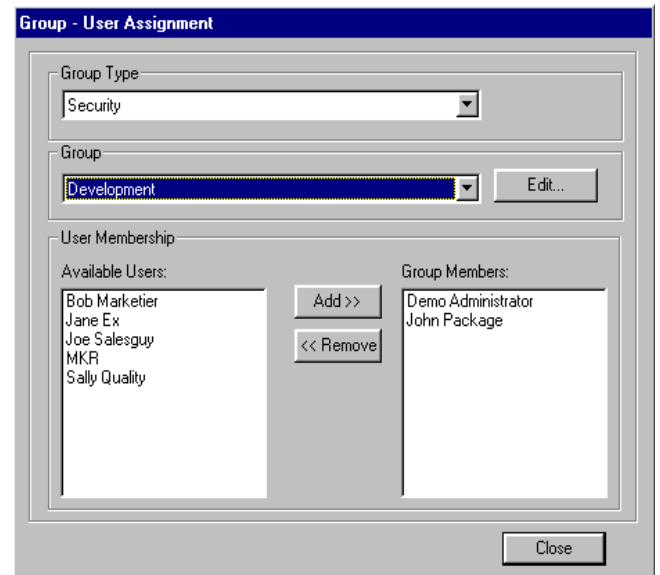 Group - User Assignment
Group Type
Security
Group
Development
Edit...
User Membership
Available Users:
Group Members:
Bob Marketier
Jane Ex
Joe Salesguy
MKR
Sally Quality
Add >>
<< Remove
Demo Administrator
John Package
Close